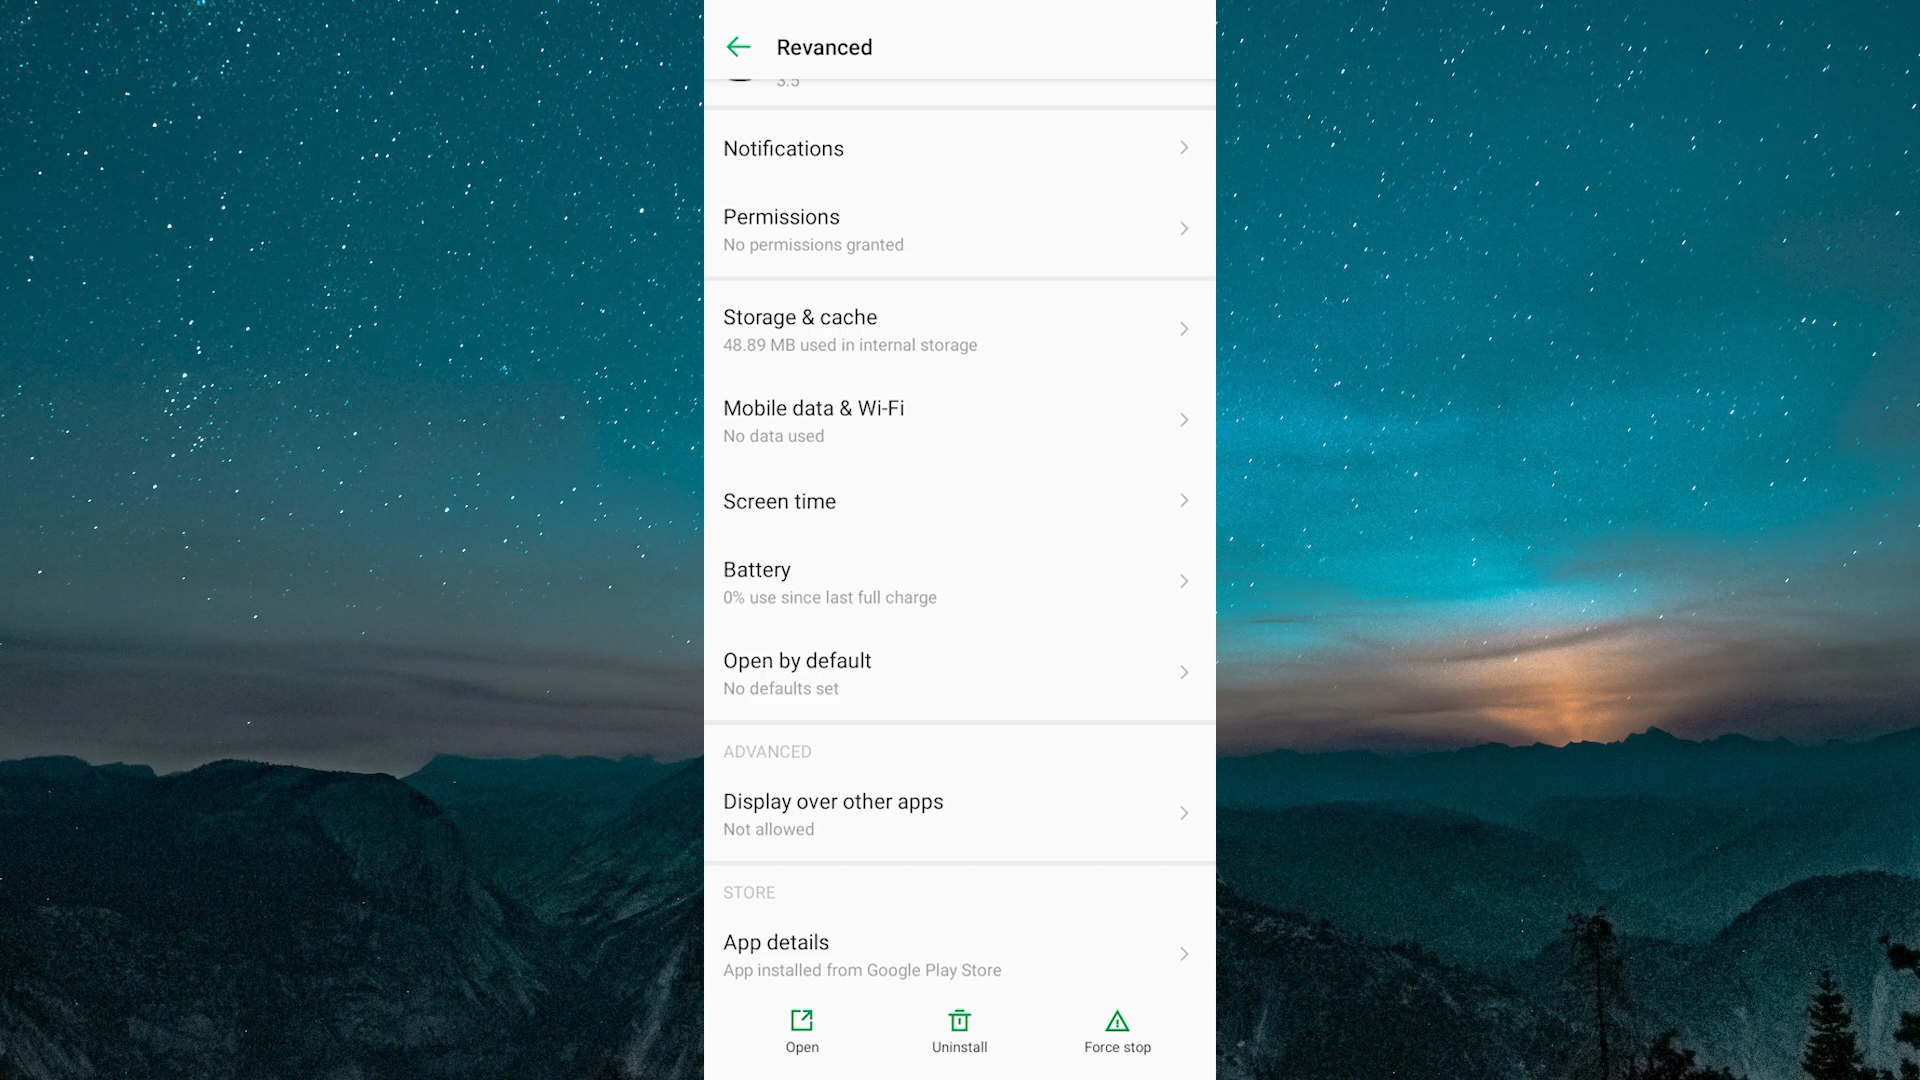 Revanced
3.5
Notifications
Permissions
No permissions granted
Storage & cache
48.89 MB used in internal storage
Mobile data & Wi-Fi
No data used
Screen time
Battery
0% use since last full charge
Open by default
No defaults set
ADVANCED
Display over other apps
Not allowed
STORE
App details
App installed from Google Play Store
Open
Uninstall
Force stop